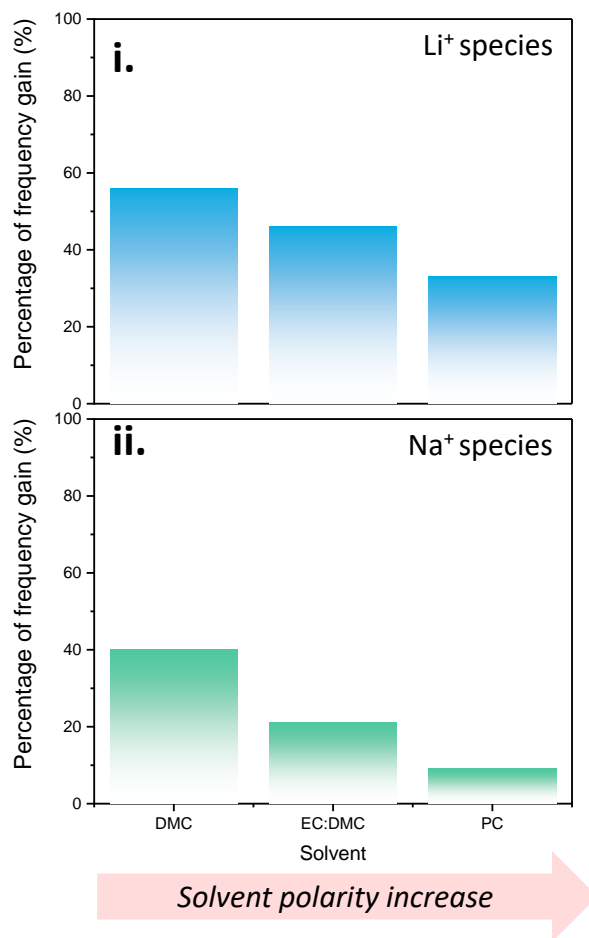 Percentage of frequency gain (%)
100
80
60
40
20
0
i.
Li⁺ species
Percentage of frequency gain (%)
100
80
60
40
20
0
ii.
Na⁺ species
DMC EC:DMC PC
Solvent
Solvent polarity increase